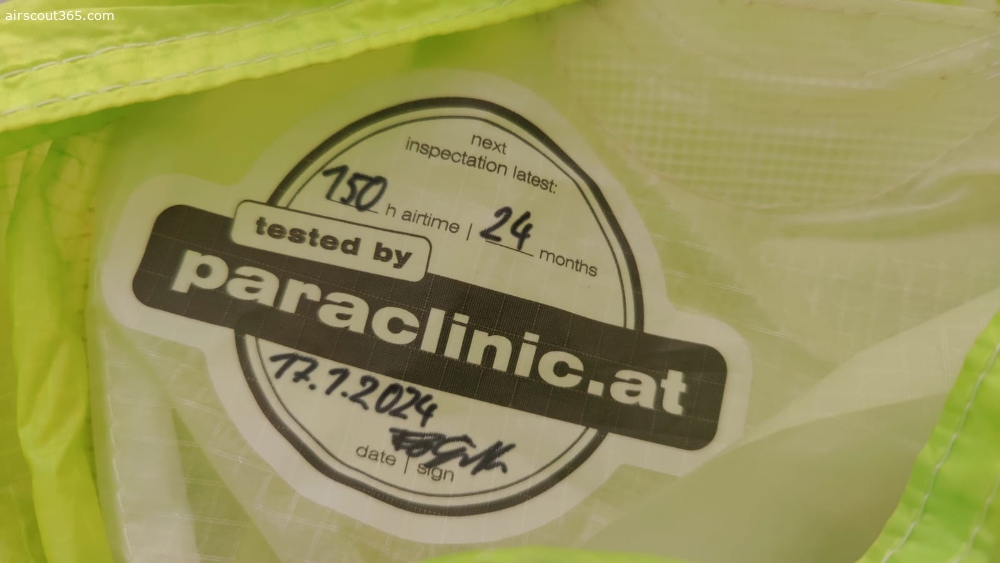 airscout365.com
next
inspectation latest:
150 h airtime | 24 months
tested by
paraclinic.at
17.1.2024
date | sign